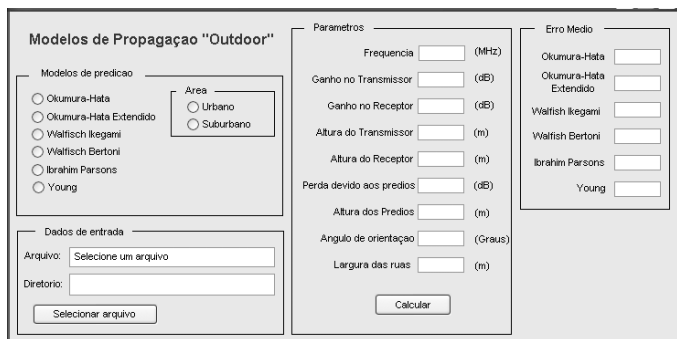 Modelos de Propagaçao "Outdoor"
Modelos de predicao
Okumura-Hata
Okumura-Hata Extendido
Walfisch Ikegami
Walfisch Bertoni
Ibrahim Parsons
Young
Area
Urbano
Suburbano
Dados de entrada
Arquivo: Selecione um arquivo
Diretorio:
Selecionar arquivo
Parametros
Frequencia (MHz)
Ganho no Transmissor (dB)
Ganho no Receptor (dB)
Altura do Transmissor (m)
Altura do Receptor (m)
Perda devido aos predios (dB)
Altura dos Predios (m)
Angulo de orientaçao (Graus)
Largura das ruas (m)
Calcular
Erro Medio
Okumura-Hata
Okumura-Hata
Extendido
Walfish Ikegami
Walfish Bertoni
Ibrahim Parsons
Young